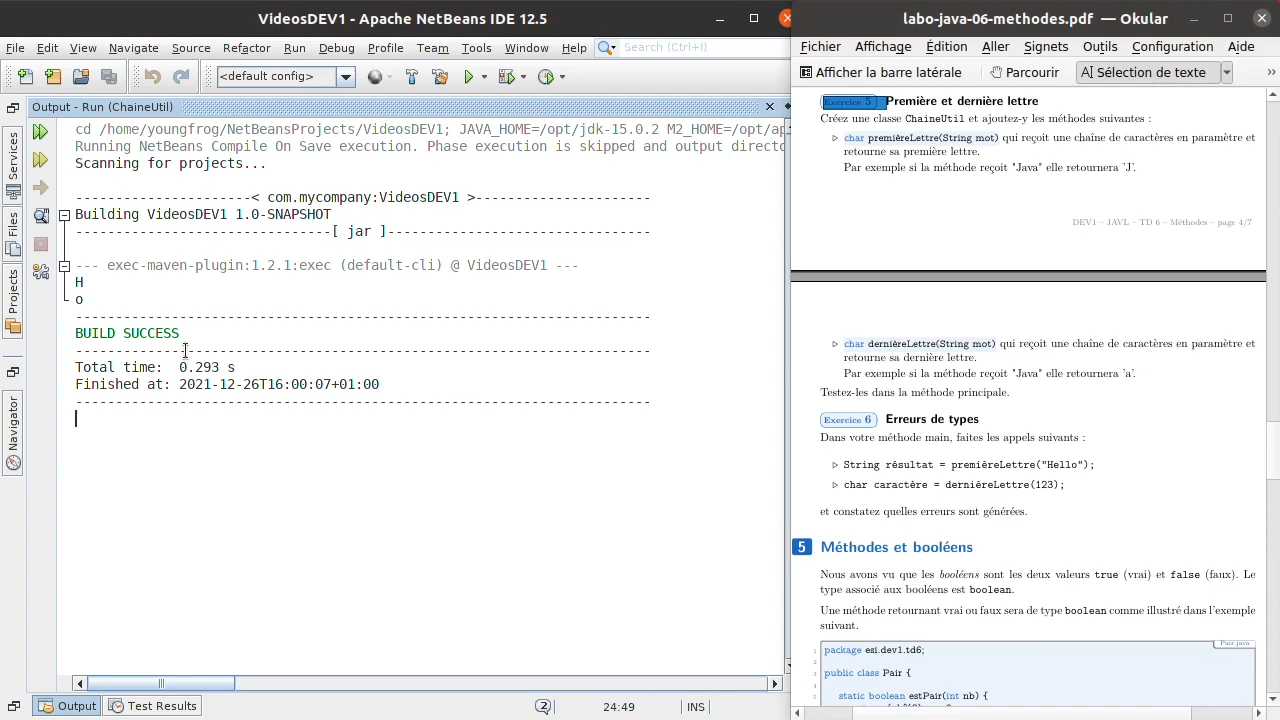 VideosDEV1 - Apache NetBeans IDE 12.5
File Edit View Navigate Source Refactor Run Debug Profile Team Tools Window Help Search (Ctrl+I)
<default config>
Output - Run (ChaineUtil)
cd /home/youngfrog/NetBeansProjects/VideosDEV1; JAVA_HOME=/opt/jdk-15.0.2 M2_HOME=/opt/ap
Running NetBeans Compile On Save execution. Phase execution is skipped and output directo
Scanning for projects...
----------------------< com.mycompany:VideosDEV1 >----------------------
Building VideosDEV1 1.0-SNAPSHOT
--------------------------------[ jar ]---------------------------------
--- exec-maven-plugin:1.2.1:exec (default-cli) @ VideosDEV1 ---
H
o
------------------------------------------------------------------------
BUILD SUCCESS
------------------------------------------------------------------------
Total time:  0.293 s
Finished at: 2021-12-26T16:00:07+01:00
------------------------------------------------------------------------
Services
Files
Projects
Navigator
Output
Test Results
2
24:49
INS
labo-java-06-methodes.pdf — Okular
Fichier Affichage Édition Aller Signets Outils Configuration Aide
Afficher la barre latérale Parcourir Sélection de texte
Exercice 5 Première et dernière lettre
Créez une classe ChaineUtil et ajoutez-y les méthodes suivantes :
▷ char premièreLettre(String mot) qui reçoit une chaîne de caractères en paramètre et
retourne sa première lettre.
Par exemple si la méthode reçoit "Java" elle retournera 'J'.
DEV1 – JAVL – TD 6 – Méthodes – page 4/7
▷ char dernièreLettre(String mot) qui reçoit une chaîne de caractères en paramètre et
retourne sa dernière lettre.
Par exemple si la méthode reçoit "Java" elle retournera 'a'.
Testez-les dans la méthode principale.
Exercice 6 Erreurs de types
Dans votre méthode main, faites les appels suivants :
▷ String résultat = premièreLettre("Hello");
▷ char caractère = dernièreLettre(123);
et constatez quelles erreurs sont générées.
5 Méthodes et booléens
Nous avons vu que les booléens sont les deux valeurs true (vrai) et false (faux). Le
type associé aux booléens est boolean.
Une méthode retournant vrai ou faux sera de type boolean comme illustré dans l'exemple
suivant.
Pair.java
1 package esi.dev1.td6;
2
3 public class Pair {
4
5 static boolean estPair(int nb) {